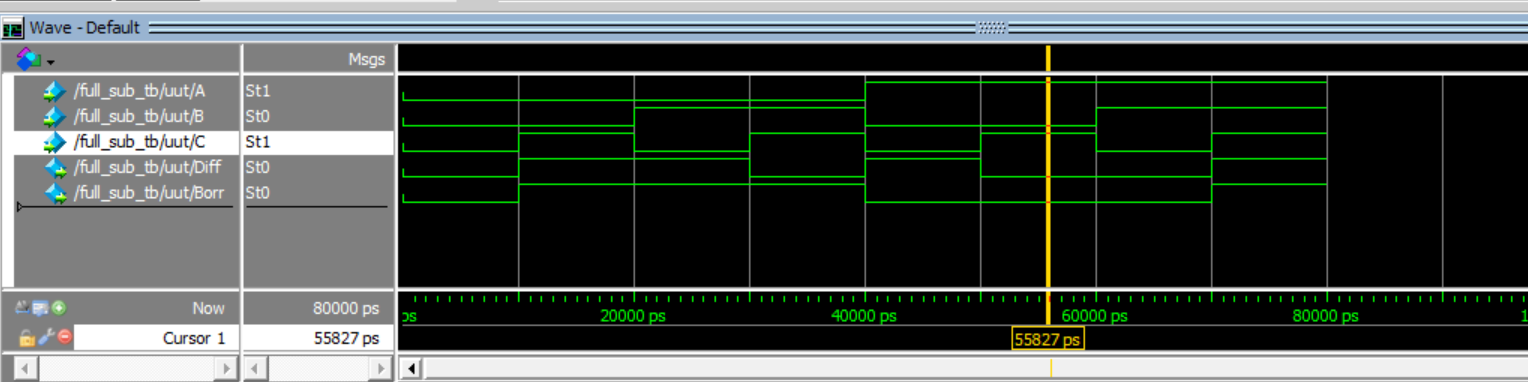 Wave - Default
Msgs
/full_sub_tb/uut/A St1
/full_sub_tb/uut/B St0
/full_sub_tb/uut/C St1
/full_sub_tb/uut/Diff St0
/full_sub_tb/uut/Borr St0
Now 80000 ps ps 20000 ps 40000 ps 60000 ps 80000 ps 1
Cursor 1 55827 ps 55827 ps